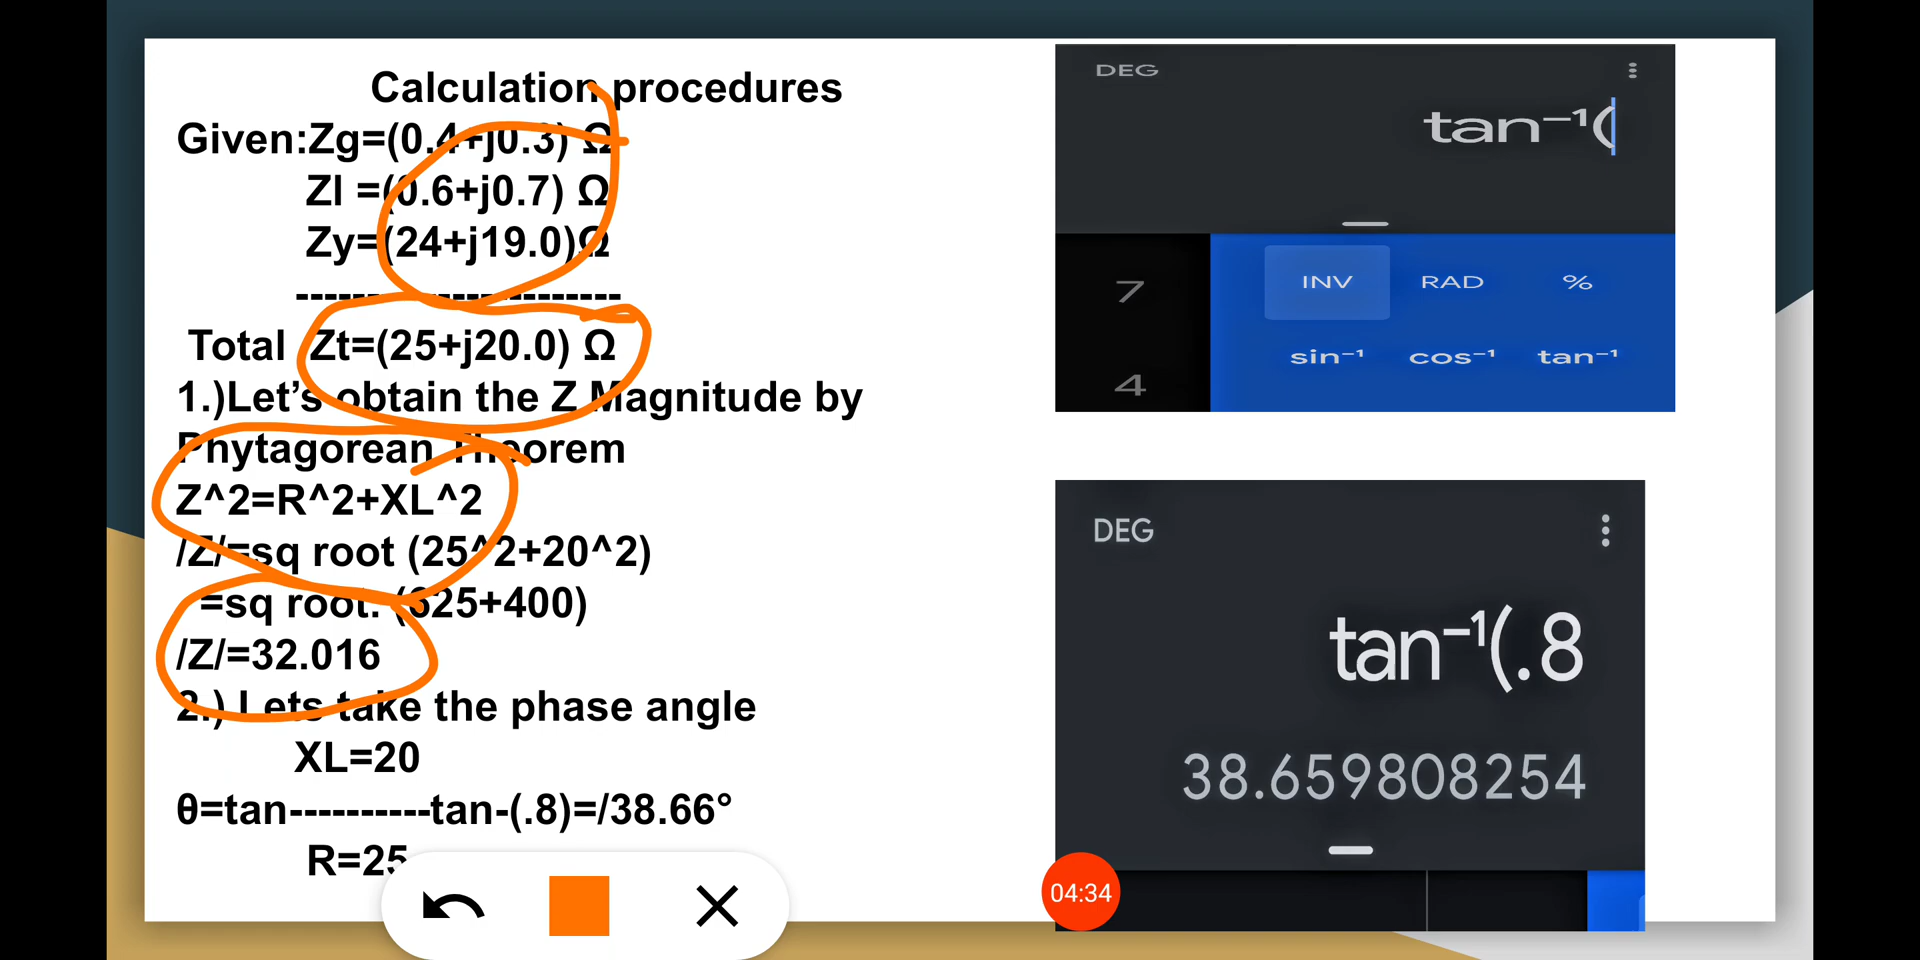 Calculation procedures
Given:Zg=(0.4+j0.3) Ω
Zl =(0.6+j0.7) Ω
Zy=(24+j19.0)Ω
-----------------------
Total Zt=(25+j20.0) Ω
1.)Let’s obtain the Z Magnitude by
Phytagorean Theorem
Z^2=R^2+XL^2
/Z/=sq root (25^2+20^2)
=sq root. (625+400)
/Z/=32.016
2.) Lets take the phase angle
XL=20
θ=tan----------tan-(.8)=/38.66°
R=25
DEG
tan⁻¹(
7
INV RAD %
sin⁻¹ cos⁻¹ tan⁻¹
4
DEG
tan⁻¹(.8
38.659808254
04:34